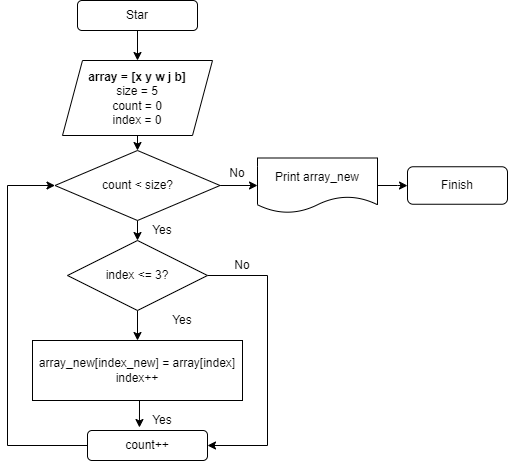 Star
array = [x y w j b]
size = 5
count = 0
index = 0
count < size?
No
Print array_new
Finish
Yes
index <= 3?
No
Yes
array_new[index_new] = array[index]
index++
Yes
count++